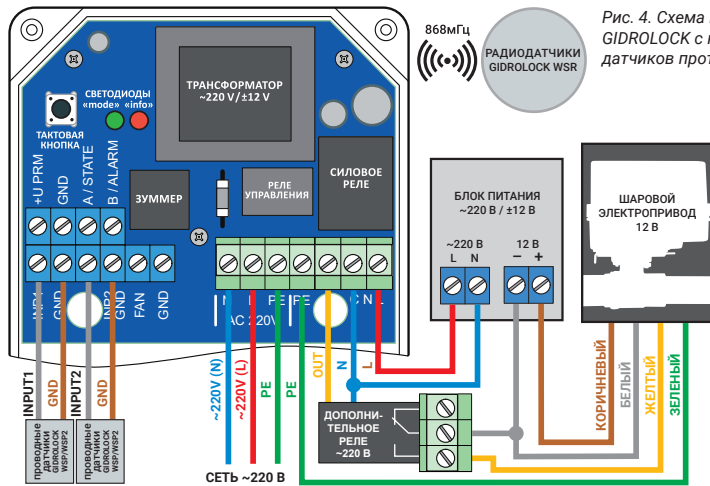 868мГц
РАДИОДАТЧИКИ
GIDROLOCK WSR
Рис. 4. Схема
GIDROLOCK с
датчиков прот
ТРАНСФОРМАТОР
~220 V/±12 V
СВЕТОДИОДЫ
«mode» «info»
ТАКТОВАЯ
КНОПКА
+U PRM
GND
A / STATE
B / ALARM
ЗУММЕР
РЕЛЕ
УПРАВЛЕНИЯ
СИЛОВОЕ
РЕЛЕ
GND
GND
FAN
GND
N
L
PE
PE
C N L
AC 220V
БЛОК ПИТАНИЯ
~220 В / ±12 В
~220 В
L N
12 В
− +
ШАРОВОЙ
ЭЛЕКТРОПРИВОД
12 В
INPUT1
GND
INPUT2
GND
~220V (N)
~220V (L)
PE
PE
OUT
N
L
КОРИЧНЕВЫЙ
БЕЛЫЙ
ЖЕЛТЫЙ
ЗЕЛЕНЫЙ
проводные
датчики
GIDROLOCK
WSP/WSP2
проводные
датчики
GIDROLOCK
WSP/WSP2
СЕТЬ ~220 В
ДОПОЛНИ-
ТЕЛЬНОЕ
РЕЛЕ
~220 В